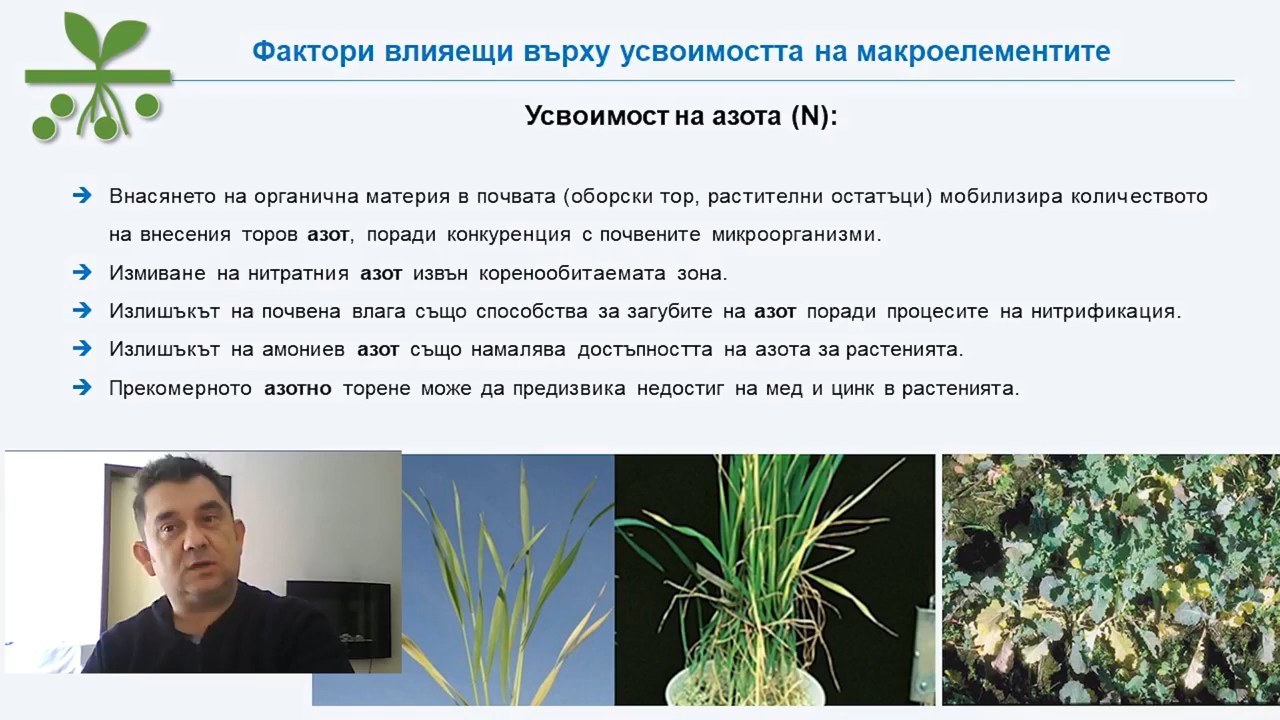 Фактори влияещи върху усвоимостта на макроелементите
Усвоимост на азота (N):
Внасянето на органична материя в почвата (оборски тор, растителни остатъци) мобилизира количеството
на внесения торов азот, поради конкуренция с почвените микроорганизми.
Измиване на нитратния азот извън коренообитаемата зона.
Излишъкът на почвена влага също способства за загубите на азот поради процесите на нитрификация.
Излишъкът на амониев азот също намалява достъпността на азота за растенията.
Прекомерното азотно торене може да предизвика недостиг на мед и цинк в растенията.